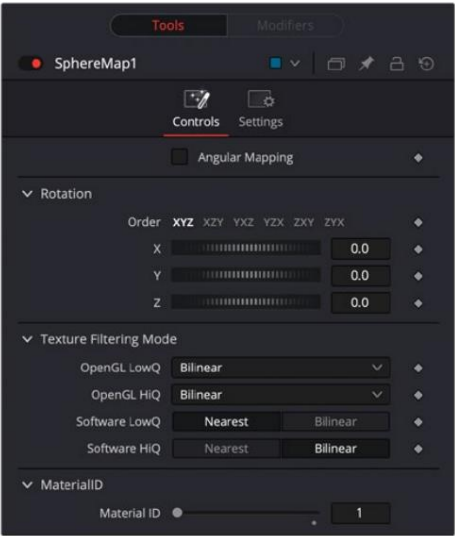 Tools Modifiers
SphereMap1
Controls Settings
Angular Mapping
Rotation
Order XYZ XZY YXZ YZX ZXY ZYX
X 0.0
Y 0.0
Z 0.0
Texture Filtering Mode
OpenGL LowQ Bilinear
OpenGL HiQ Bilinear
Software LowQ Nearest Bilinear
Software HiQ Nearest Bilinear
MaterialID
Material ID 1